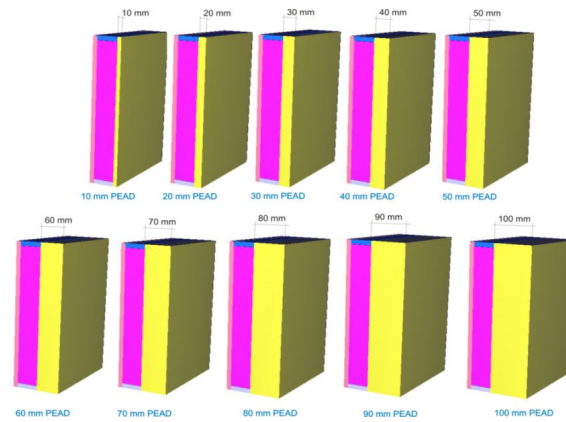 10 mm
20 mm
30 mm
40 mm
50 mm
10 mm PEAD
20 mm PEAD
30 mm PEAD
40 mm PEAD
50 mm PEAD
60 mm
70 mm
80 mm
90 mm
100 mm
60 mm PEAD
70 mm PEAD
80 mm PEAD
90 mm PEAD
100 mm PEAD